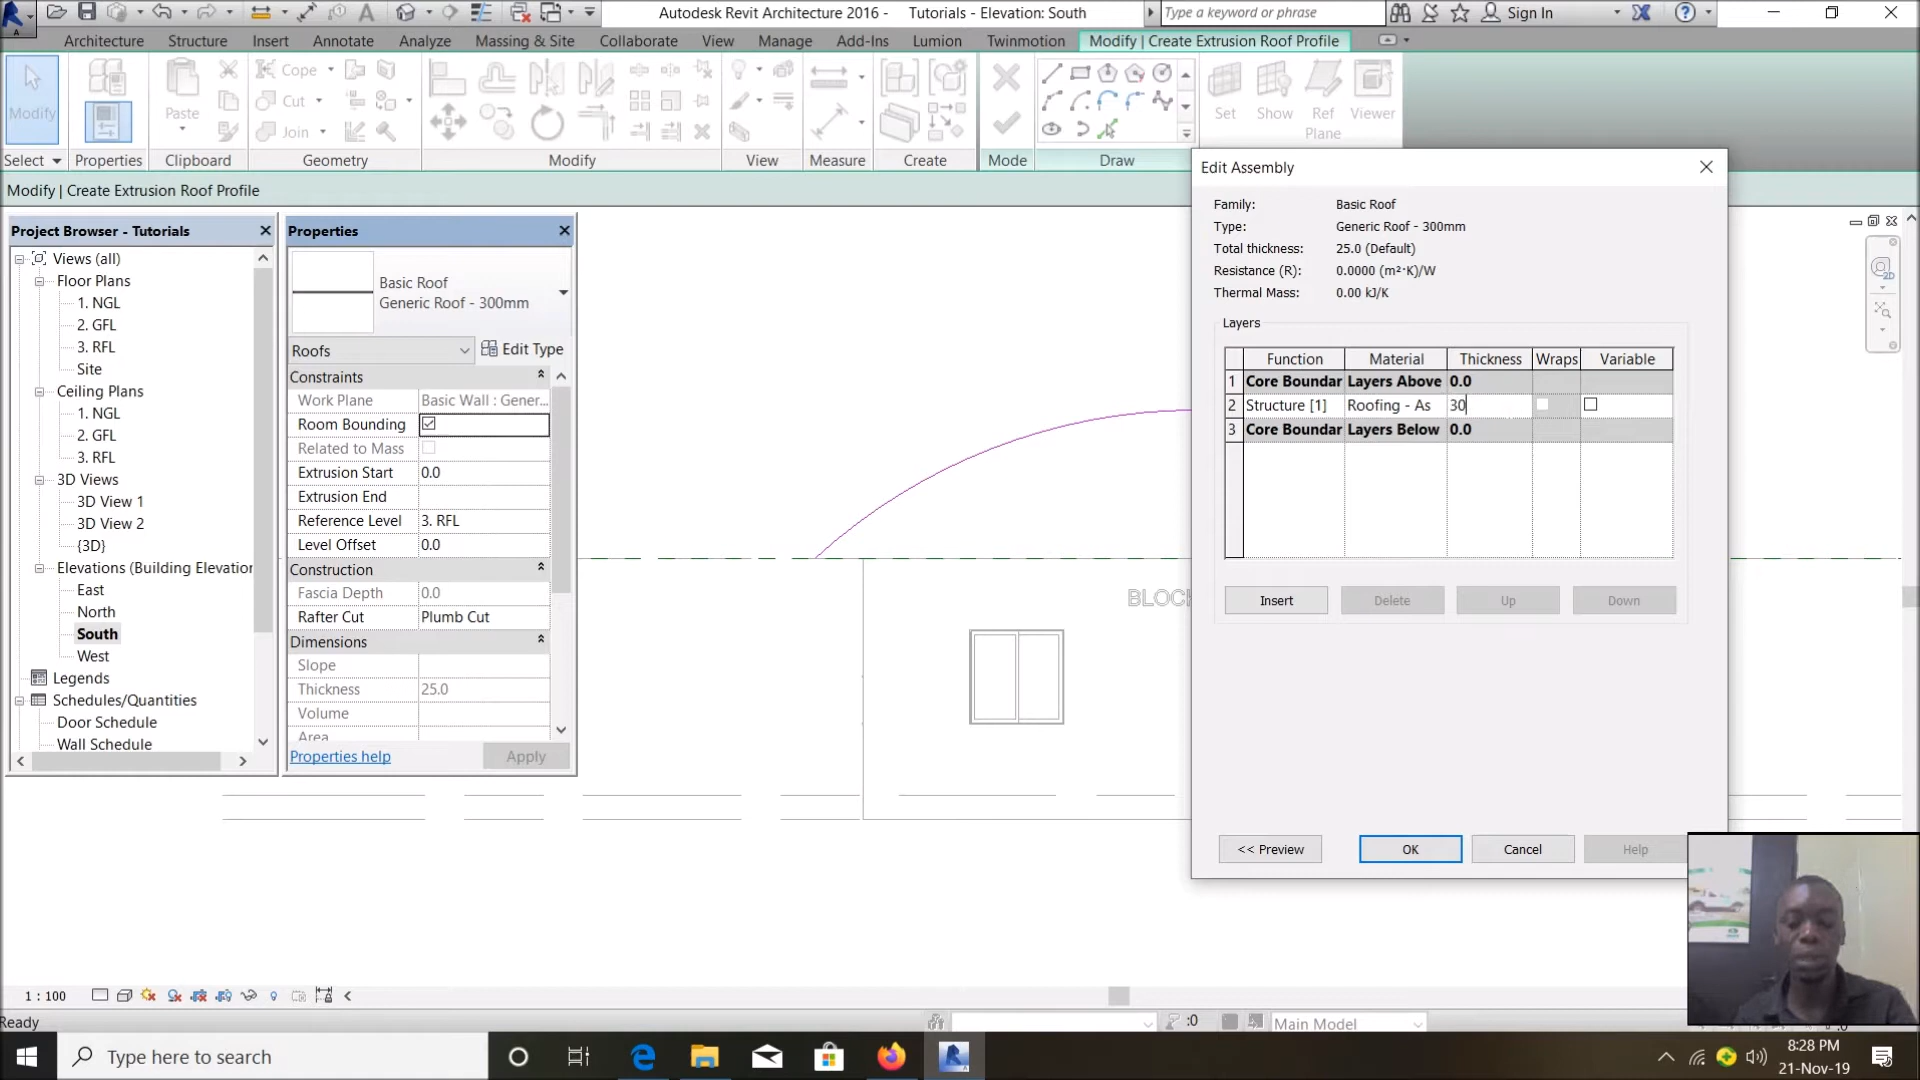 Autodesk Revit Architecture 2016 - Tutorials - Elevation: South
Type a keyword or phrase
Sign In
Architecture Structure Insert Annotate Analyze Massing & Site Collaborate View Manage Add-Ins Lumion Twinmotion Modify | Create Extrusion Roof Profile
Modify
Paste
Cope
Cut
Join
Set
Show
Ref Plane
Viewer
Select Properties Clipboard Geometry Modify View Measure Create Mode Draw
Modify | Create Extrusion Roof Profile
Project Browser - Tutorials
Views (all)
Floor Plans
1. NGL
2. GFL
3. RFL
Site
Ceiling Plans
1. NGL
2. GFL
3. RFL
3D Views
3D View 1
3D View 2
{3D}
Elevations (Building Elevation
East
North
South
West
Legends
Schedules/Quantities
Door Schedule
Wall Schedule
Properties
Basic Roof
Generic Roof - 300mm
Roofs
Edit Type
Constraints
Work Plane Basic Wall : Gener...
Room Bounding
Related to Mass
Extrusion Start 0.0
Extrusion End
Reference Level 3. RFL
Level Offset 0.0
Construction
Fascia Depth 0.0
Rafter Cut Plumb Cut
Dimensions
Slope
Thickness 25.0
Volume
Area
Properties help
Apply
BLOCK
Edit Assembly
Family: Basic Roof
Type: Generic Roof - 300mm
Total thickness: 25.0 (Default)
Resistance (R): 0.0000 (m²·K)/W
Thermal Mass: 0.00 kJ/K
Layers
Function Material Thickness Wraps Variable
1 Core Boundar Layers Above 0.0
2 Structure [1] Roofing - As 30
3 Core Boundar Layers Below 0.0
Insert Delete Up Down
<< Preview OK Cancel Help
1 : 100
Ready
:0
Main Model
:0
Type here to search
8:28 PM
21-Nov-19